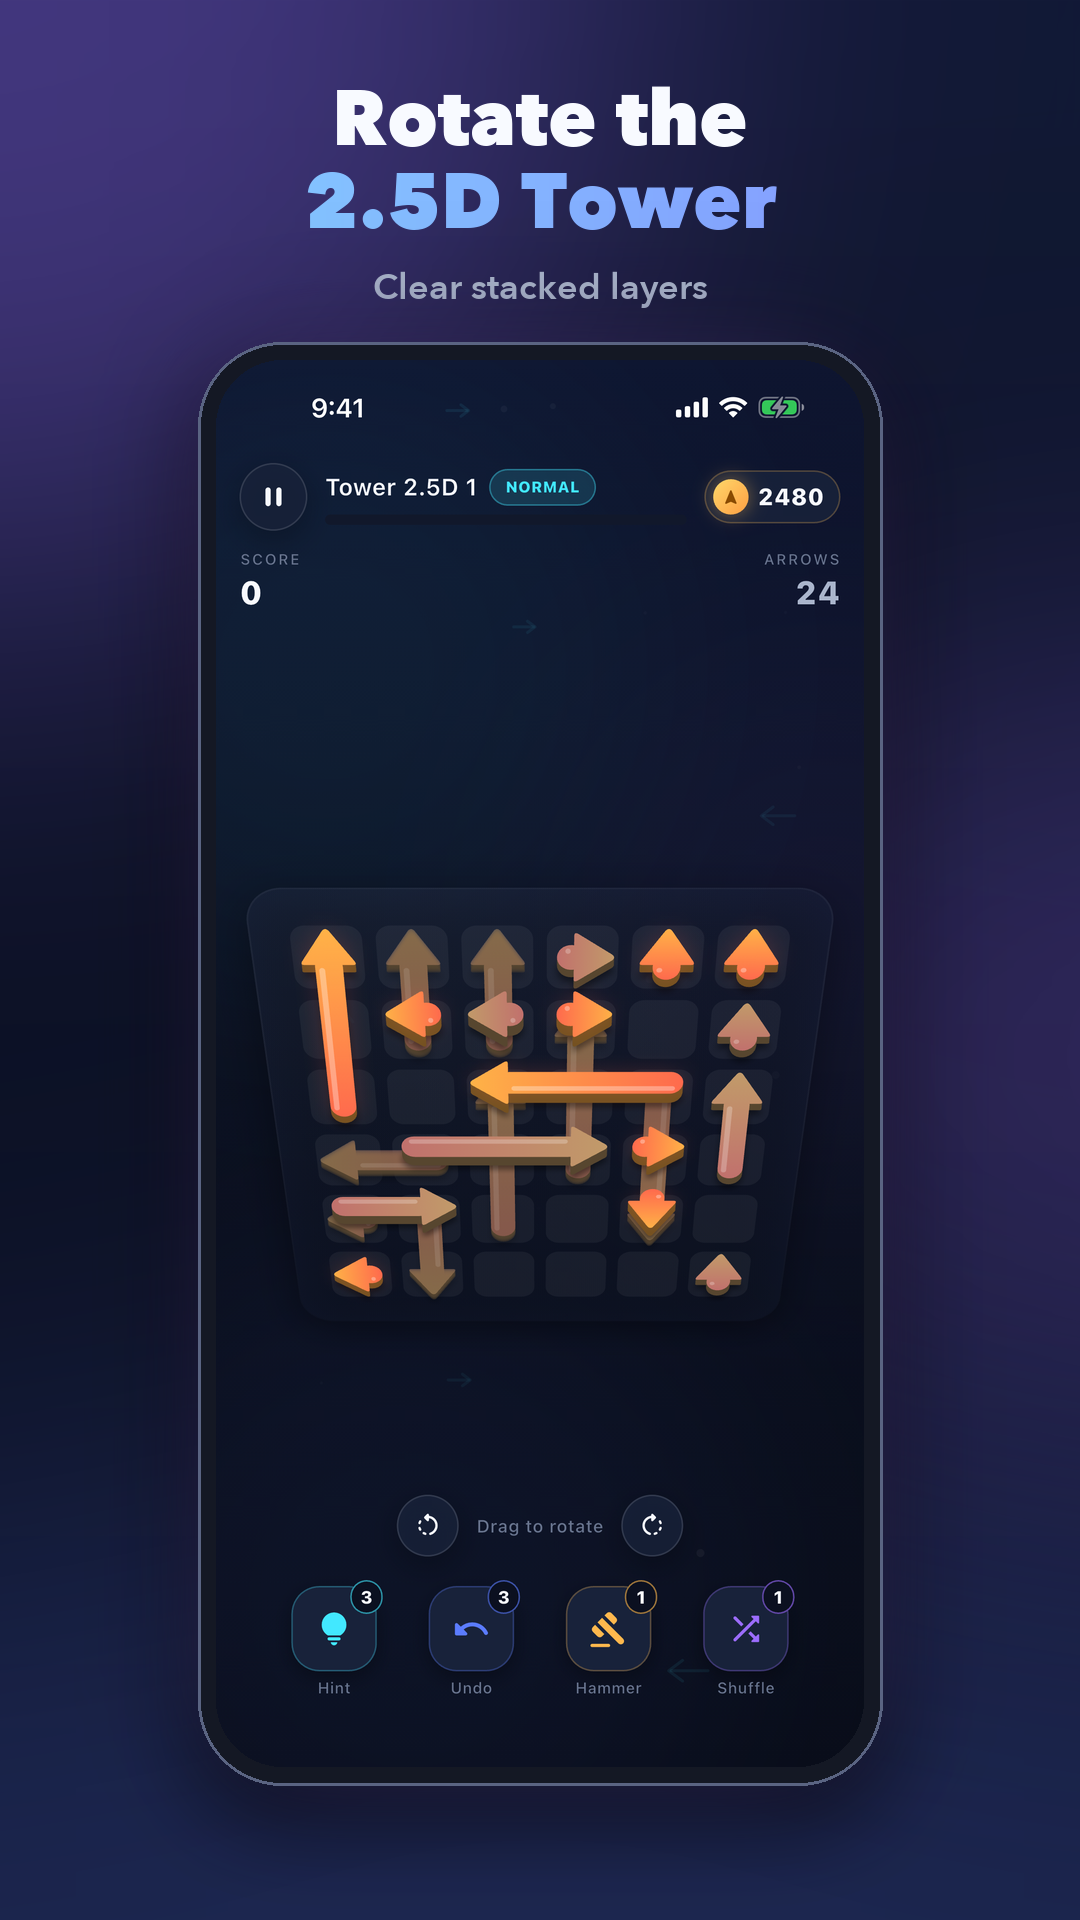 Rotate the
2.5D Tower
Clear stacked layers
9:41
Tower 2.5D 1 NORMAL
2480
SCORE
ARROWS
0
24
Drag to rotate
3
3
1
1
Hint
Undo
Hammer
Shuffle